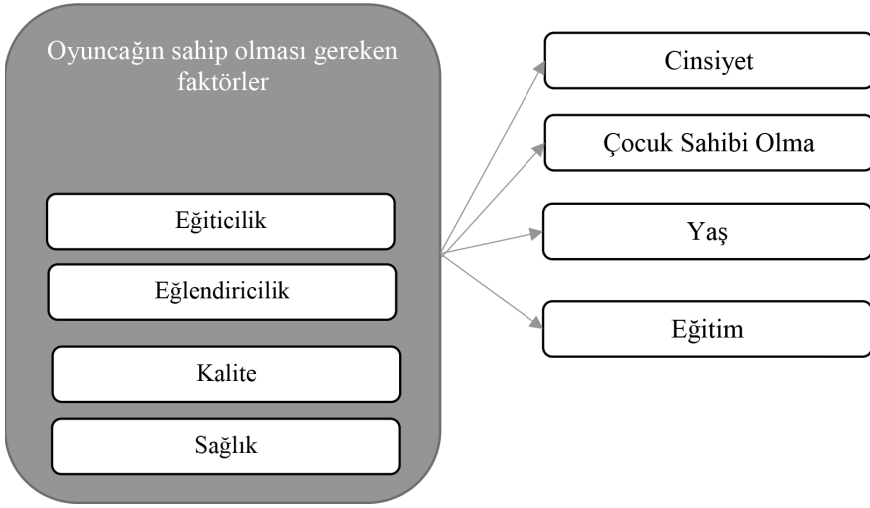 Oyuncağın sahip olması gereken
faktörler
Eğiticilik
Eğlendiricilik
Kalite
Sağlık
Cinsiyet
Çocuk Sahibi Olma
Yaş
Eğitim